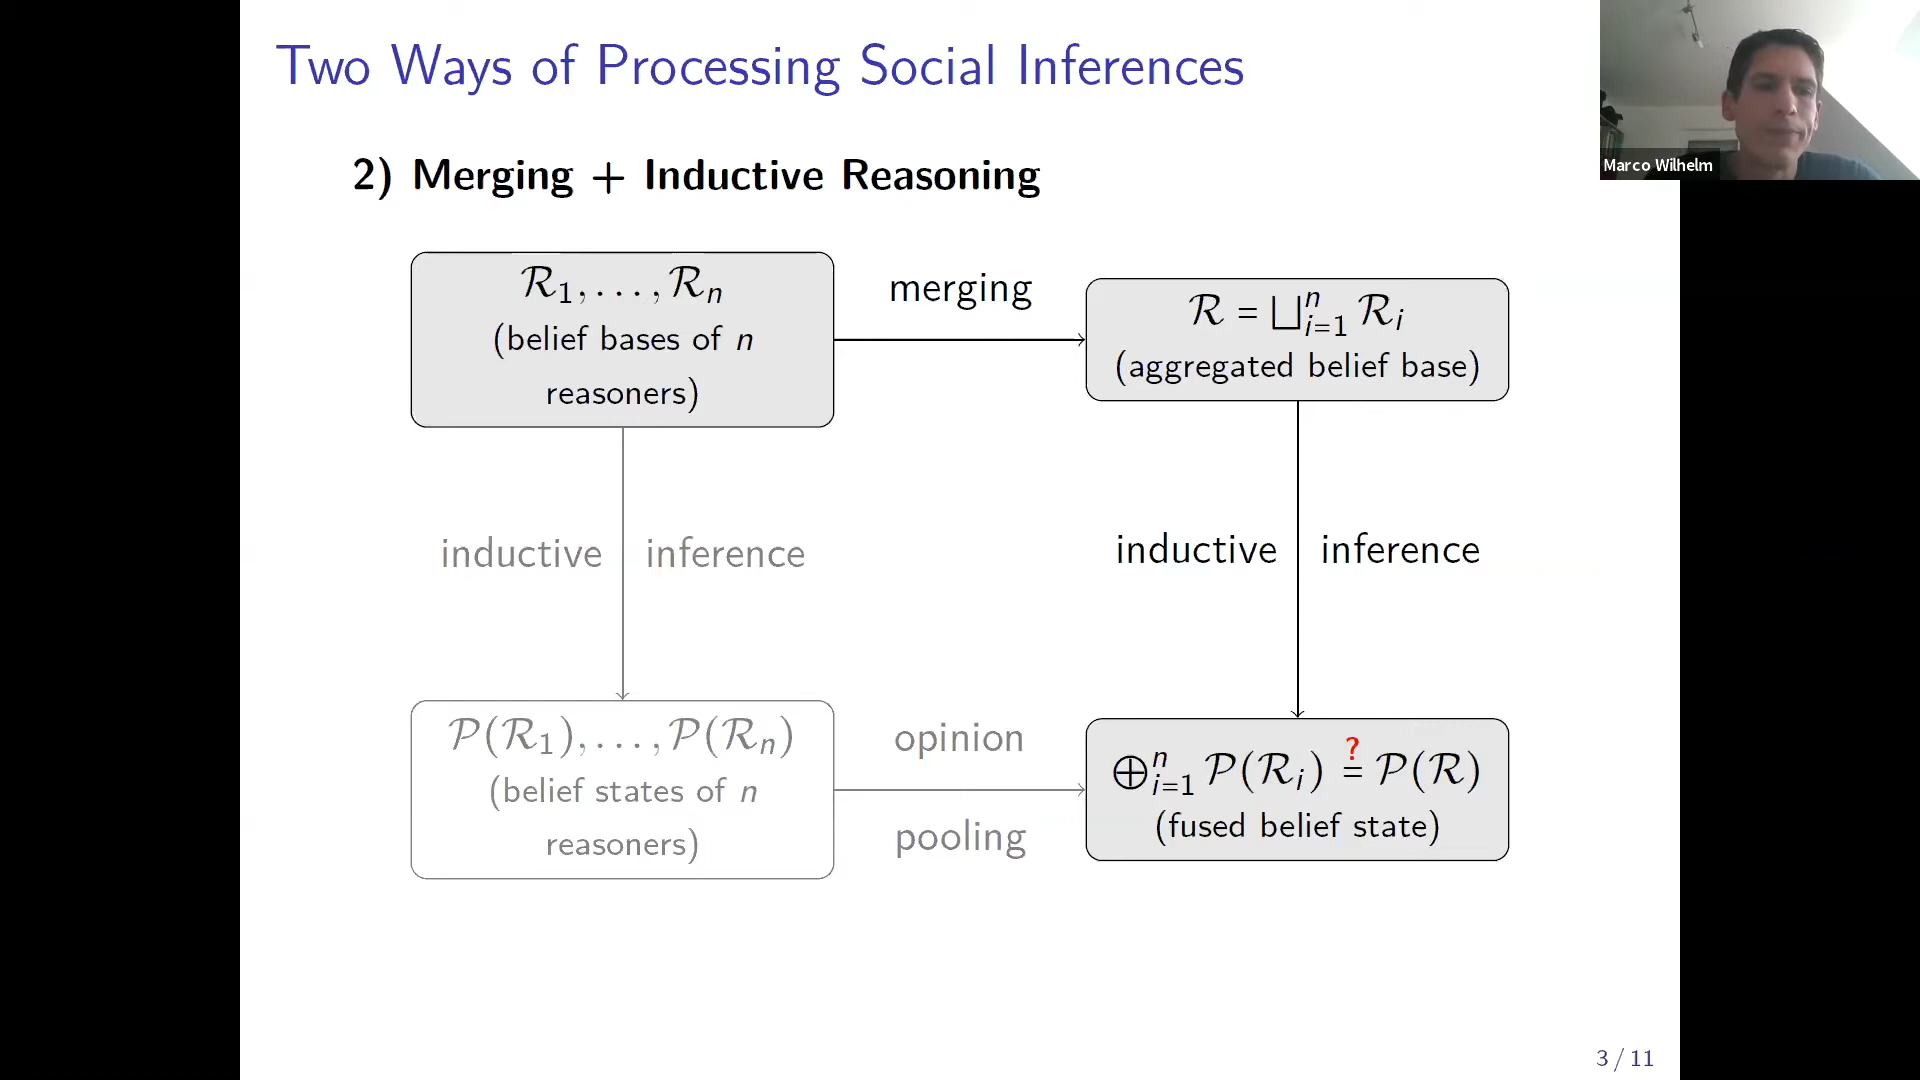 Two Ways of Processing Social Inferences
Marco Wilhelm
2) Merging + Inductive Reasoning
ℛ₁, . . . , ℛₙ
(belief bases of n
reasoners)
merging
ℛ = ⨆ⁿᵢ₌₁ ℛᵢ
(aggregated belief base)
inductive inference
inductive inference
𝒫(ℛ₁), . . . , 𝒫(ℛₙ)
(belief states of n
reasoners)
opinion
pooling
⊕ⁿᵢ₌₁ 𝒫(ℛᵢ) ≟ 𝒫(ℛ)
(fused belief state)
3 / 11